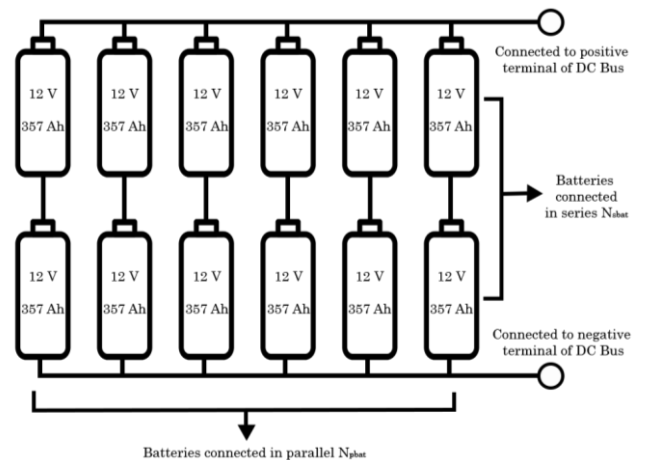 Connected to positive
terminal of DC Bus
12 V 12 V 12 V 12 V 12 V 12 V
357 Ah 357 Ah 357 Ah 357 Ah 357 Ah 357 Ah
Batteries
connected
in series Nsbat
12 V 12 V 12 V 12 V 12 V 12 V
357 Ah 357 Ah 357 Ah 357 Ah 357 Ah 357 Ah
Connected to negative
terminal of DC Bus
Batteries connected in parallel Npbat